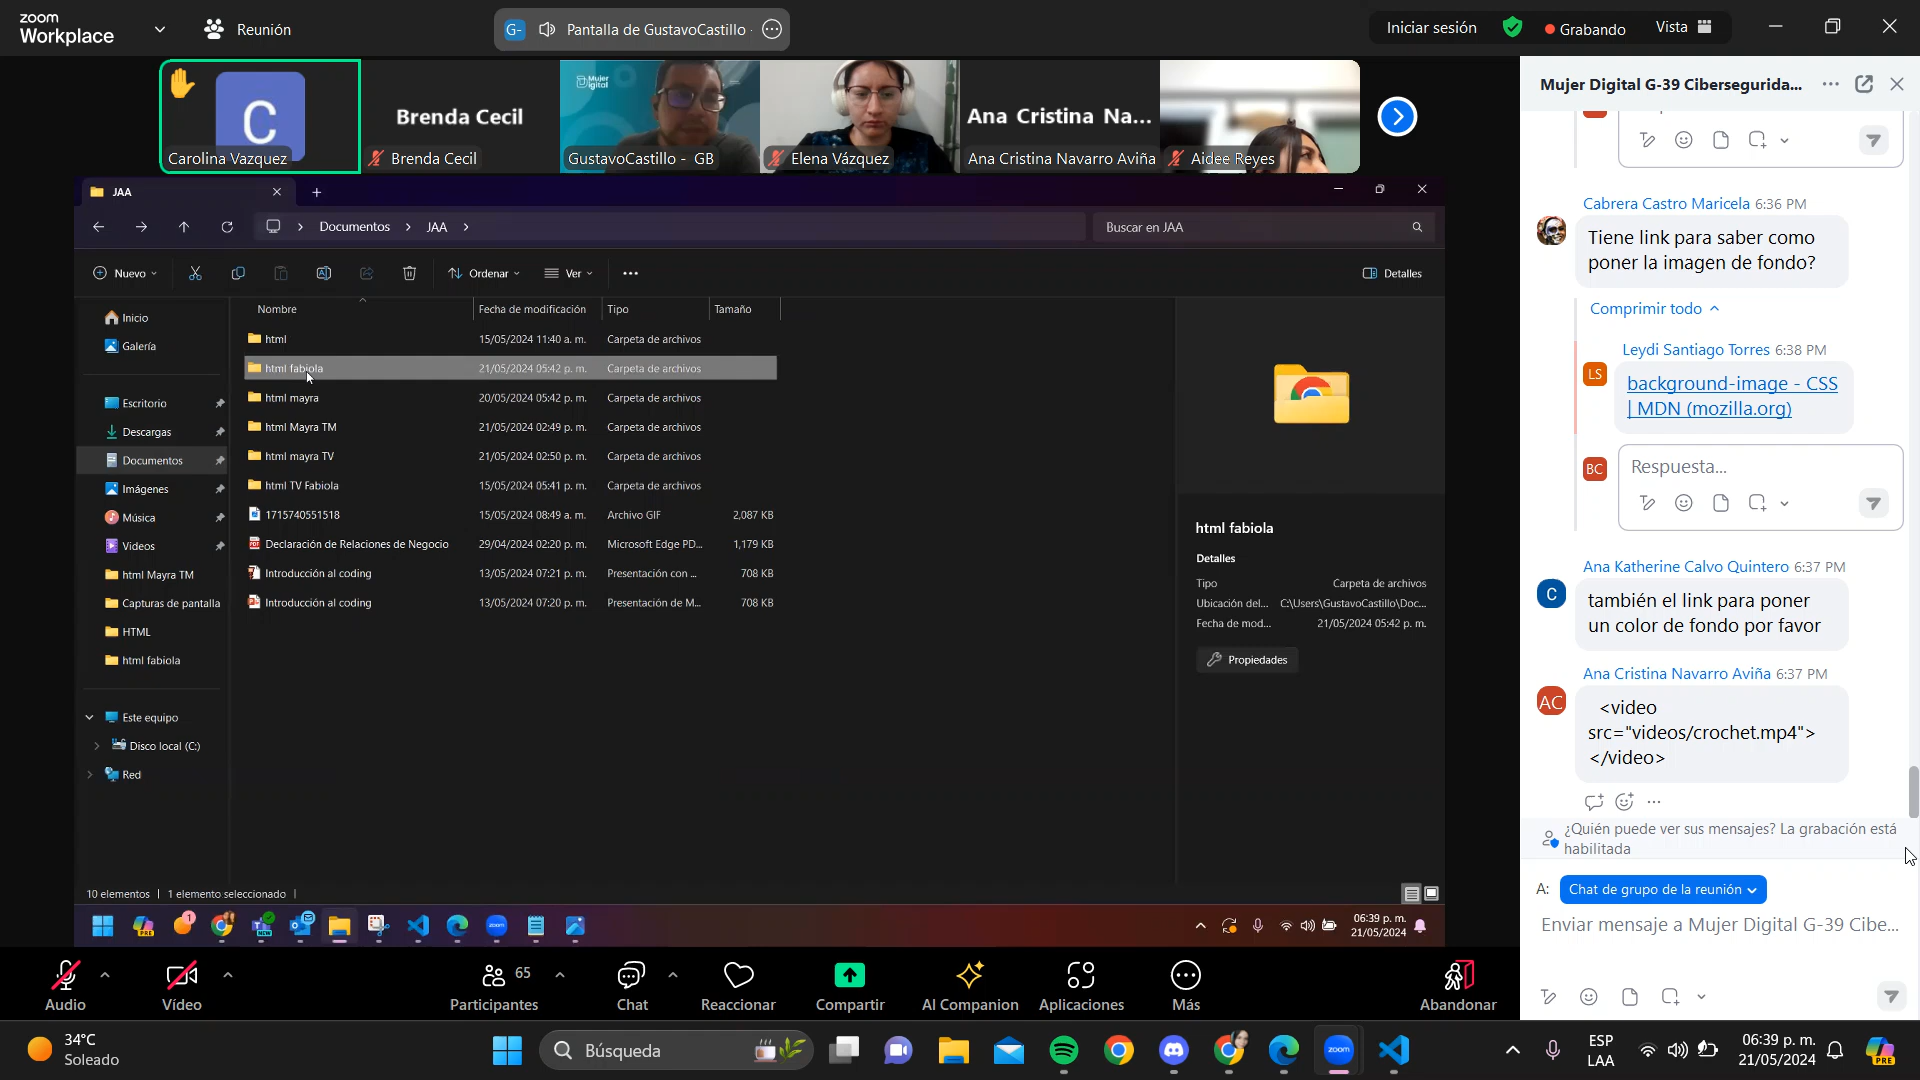 zoom
Workplace
Reunión
G-
Pantalla de GustavoCastillo -
Iniciar sesión
Grabando
Vista
C
Carolina Vazquez
Brenda Cecil
Brenda Cecil
Mujer
Digital
GustavoCastillo - GB
Elena Vázquez
Ana Cristina Na...
Ana Cristina Navarro Aviña
Aidee Reyes
JAA
Documentos
JAA
Buscar en JAA
Nuevo
Ordenar
Ver
Detalles
Inicio
Galería
Escritorio
Descargas
Documentos
Imágenes
Música
Videos
html Mayra TM
Capturas de pantalla
HTML
html fabiola
Este equipo
Disco local (C:)
Red
Nombre Fecha de modificación Tipo Tamaño
html 15/05/2024 11:40 a. m. Carpeta de archivos
html fabiola 21/05/2024 05:42 p. m. Carpeta de archivos
html mayra 20/05/2024 05:42 p. m. Carpeta de archivos
html Mayra TM 21/05/2024 02:49 p. m. Carpeta de archivos
html mayra TV 21/05/2024 02:50 p. m. Carpeta de archivos
html TV Fabiola 15/05/2024 05:41 p. m. Carpeta de archivos
1715740551518 15/05/2024 08:49 a. m. Archivo GIF 2,087 KB
Declaración de Relaciones de Negocio 29/04/2024 02:20 p. m. Microsoft Edge PD... 1,179 KB
Introducción al coding 13/05/2024 07:21 p. m. Presentación con ... 708 KB
Introducción al coding 13/05/2024 07:20 p. m. Presentación de M... 708 KB
html fabiola
Detalles
Tipo Carpeta de archivos
Ubicación del... C:\Users\GustavoCastillo\Doc...
Fecha de mod... 21/05/2024 05:42 p. m.
Propiedades
10 elementos 1 elemento seleccionado
06:39 p. m.
21/05/2024
Mujer Digital G-39 Cibersegurida...
Cabrera Castro Maricela 6:36 PM
Tiene link para saber como
poner la imagen de fondo?
Comprimir todo
Leydi Santiago Torres 6:38 PM
LS
background-image - CSS
| MDN (mozilla.org)
BC
Respuesta...
Ana Katherine Calvo Quintero 6:37 PM
C
también el link para poner
un color de fondo por favor
Ana Cristina Navarro Aviña 6:37 PM
AC
<video
src="videos/crochet.mp4">
</video>
¿Quién puede ver sus mensajes? La grabación está
habilitada
A: Chat de grupo de la reunión
Enviar mensaje a Mujer Digital G-39 Cibe...
Audio
Vídeo
65
Participantes
Chat
Reaccionar
Compartir
AI Companion
Aplicaciones
Más
Abandonar
34°C
Soleado
Búsqueda
zoom
ESP
LAA
06:39 p. m.
21/05/2024
PRE